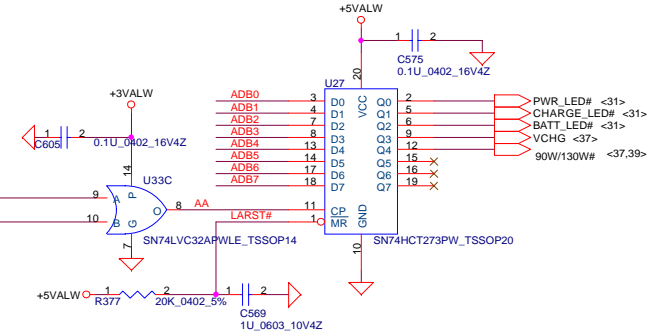 +5VALW
1 2
C575
0.1U_0402_16V4Z
+3VALW
U27
20
ADB0 3 D0 VCC Q0 2 PWR_LED# <31>
ADB1 4 D1 Q1 5 CHARGE_LED# <31>
ADB2 7 D2 Q2 6 BATT_LED# <31>
ADB3 8 D3 Q3 9 VCHG <37>
ADB4 13 D4 Q4 12 90W/130W# <37,39>
ADB5 14 D5 Q5 15
ADB6 17 D6 Q6 16
ADB7 18 D7 Q7 19
1 2
C605 0.1U_0402_16V4Z
14
U33C
9 A P O 8 AA 11 CP
10 B G LARST# 1 MR GND
7
SN74LVC32APWLE_TSSOP14
10
SN74HCT273PW_TSSOP20
+5VALW 1 2 1 2
R377 20K_0402_5%
C569
1U_0603_10V4Z